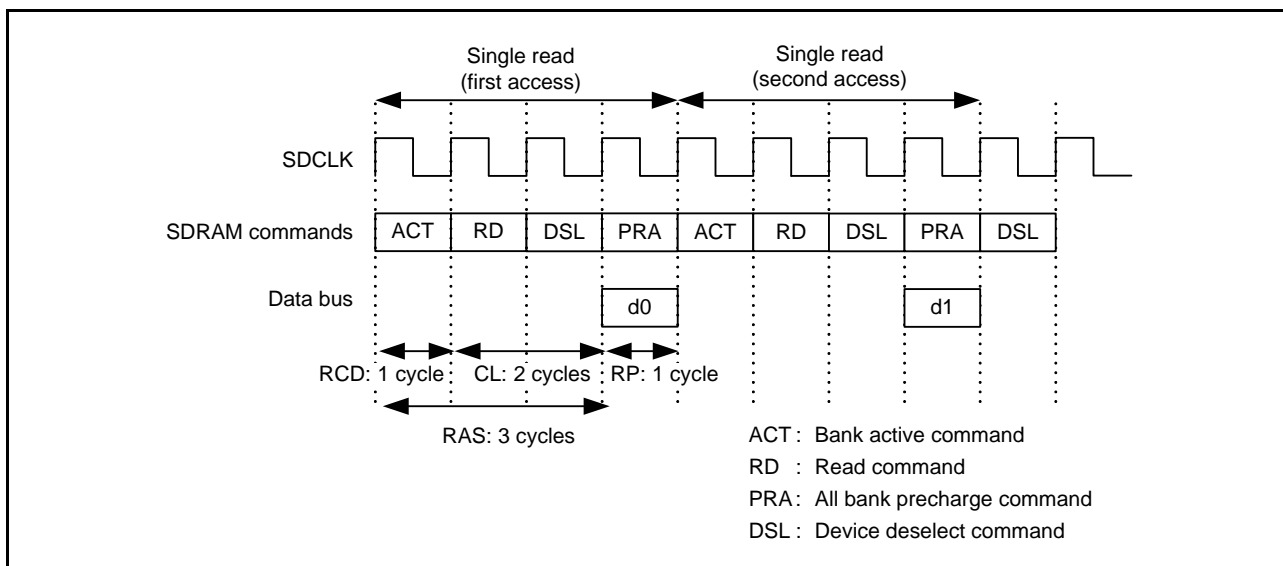 Single read
(first access)
Single read
(second access)
SDCLK
SDRAM commands
ACT RD DSL PRA ACT RD DSL PRA DSL
Data bus
d0 d1
RCD: 1 cycle CL: 2 cycles RP: 1 cycle
RAS: 3 cycles
ACT : Bank active command
RD : Read command
PRA : All bank precharge command
DSL : Device deselect command